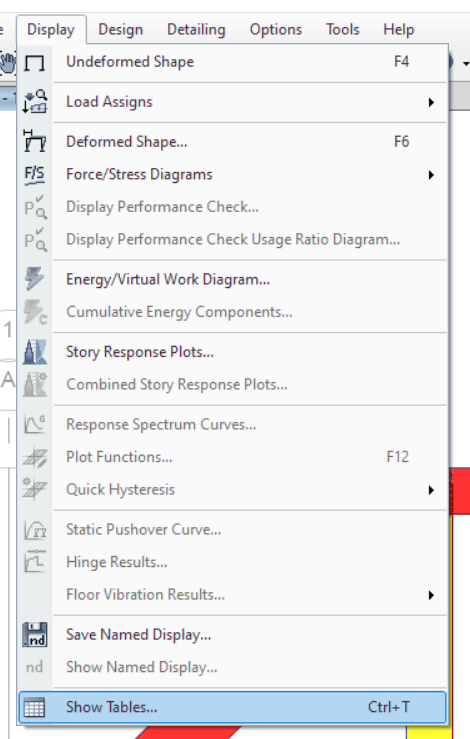 Display Design Detailing Options Tools Help
Undeformed Shape F4
Load Assigns
Deformed Shape... F6
F/S Force/Stress Diagrams
Display Performance Check...
Display Performance Check Usage Ratio Diagram...
Energy/Virtual Work Diagram...
Cumulative Energy Components...
1
Story Response Plots...
A Combined Story Response Plots...
Response Spectrum Curves...
Plot Functions... F12
Quick Hysteresis
Static Pushover Curve...
Hinge Results...
Floor Vibration Results...
.nd Save Named Display...
nd Show Named Display...
Show Tables... Ctrl+T